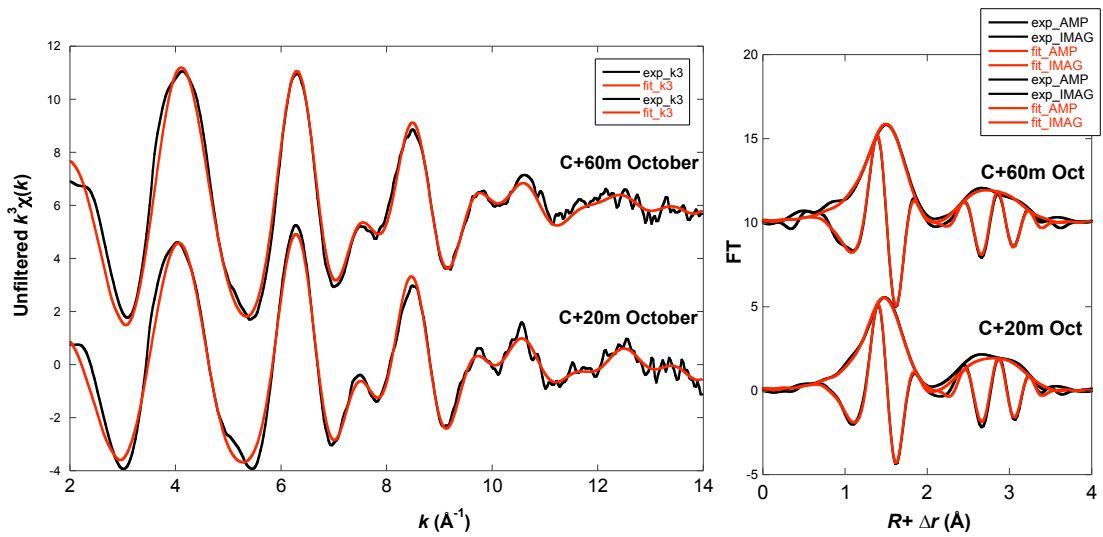 12
10
8
6
4
2
0
-2
-4
Unfiltered k³χ(k)
exp_k3
fit_k3
exp_k3
fit_k3
C+60m October
C+20m October
2
4
6
8
10
12
14
k (Å⁻¹)
exp_AMP
exp_IMAG
fit_AMP
fit_IMAG
exp_AMP
exp_IMAG
fit_AMP
fit_IMAG
20
15
10
5
0
-5
FT
C+60m Oct
C+20m Oct
0
1
2
3
4
R+ Δr (Å)